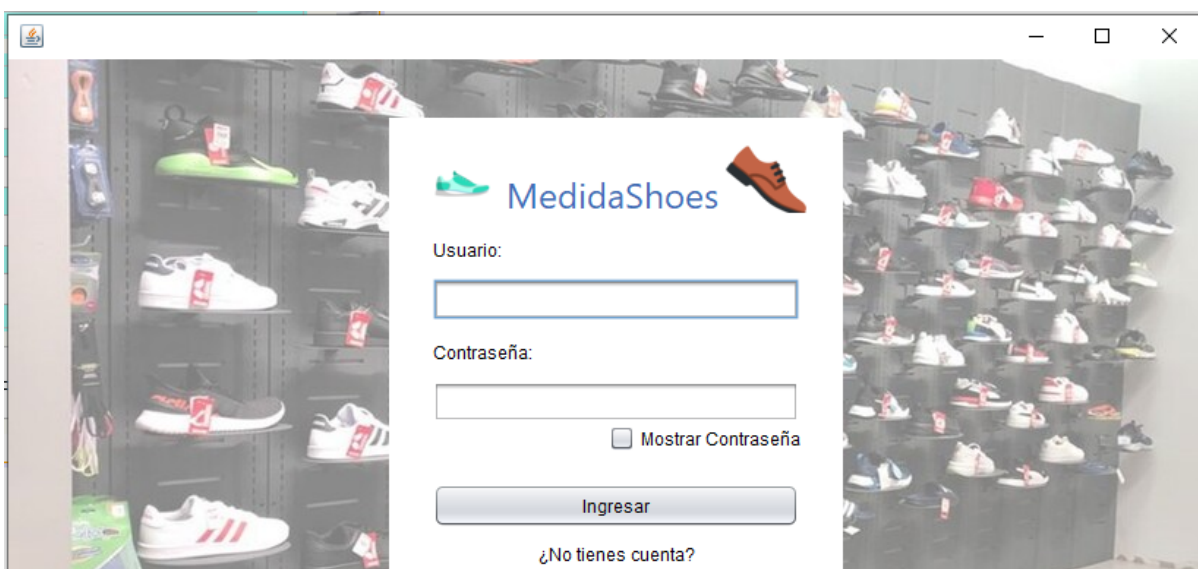 MedidaShoes
Usuario:
Contraseña:
Mostrar Contraseña
Ingresar
¿No tienes cuenta?